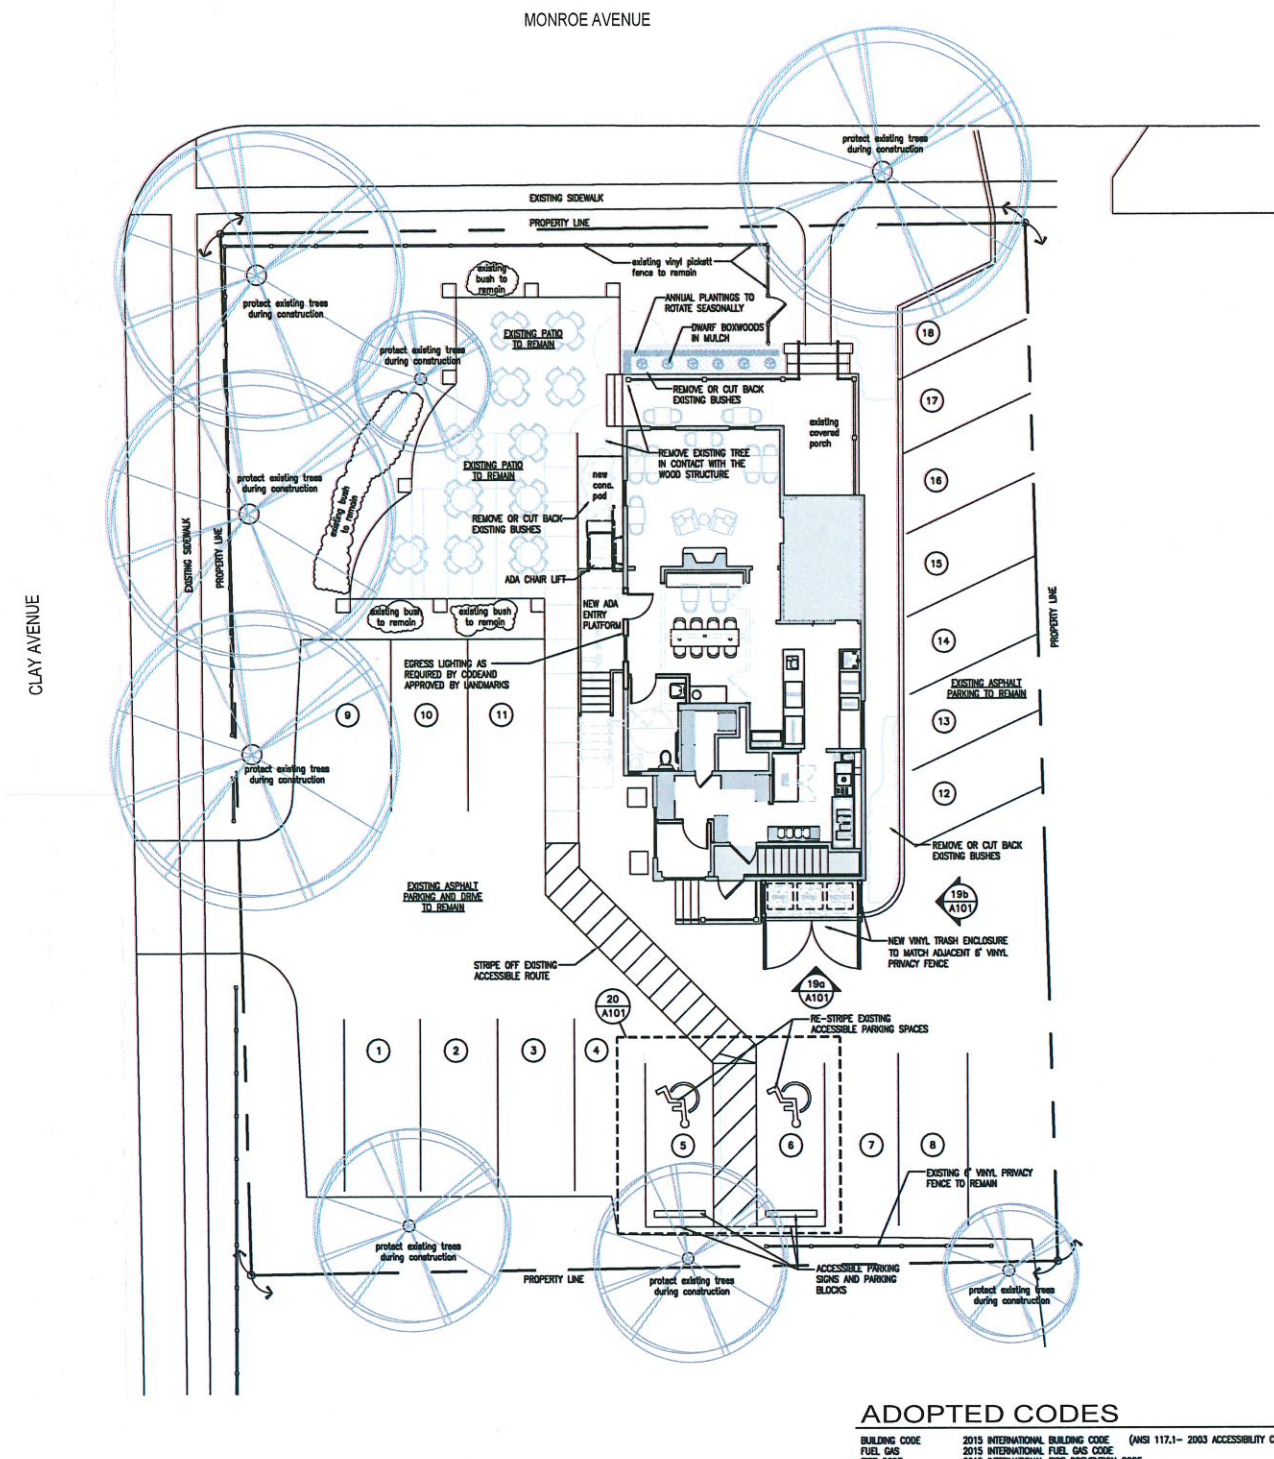 MONROE AVENUE
protect existing trees
during construction
EXISTING SIDEWALK
PROPERTY LINE
existing vinyl pickett
fence to remain
existing
bush to
remain
protect existing trees
during construction
ANNUAL PLANTINGS TO
ROTATE SEASONALLY
DWARF BOXWOODS
IN MULCH
EXISTING PATIO
TO REMAIN
protect existing trees
during construction
REMOVE OR CUT BACK
EXISTING BUSHES
18
17
existing
covered
porch
REMOVE EXISTING TREE
IN CONTACT WITH THE
WOOD STRUCTURE
EXISTING PATIO
TO REMAIN
new
conc.
pad
16
protect existing trees
during construction
existing bush
to remain
REMOVE OR CUT BACK
EXISTING BUSHES
EXISTING SIDEWALK
PROPERTY LINE
15
ADA CHAIR LIFT
CLAY AVENUE
existing bush
to remain
existing bush
to remain
NEW ADA
ENTRY
PLATFORM
PROPERTY LINE
14
EGRESS LIGHTING AS
REQUIRED BY CODEAND
APPROVED BY LANDMARKS
EXISTING ASPHALT
PARKING TO REMAIN
9
10
11
13
protect existing trees
during construction
12
REMOVE OR CUT BACK
EXISTING BUSHES
EXISTING ASPHALT
PARKING AND DRIVE
TO REMAIN
19b
A101
NEW VINYL TRASH ENCLOSURE
TO MATCH ADJACENT 6' VINYL
PRIVACY FENCE
STRIPE OFF EXISTING
ACCESSIBLE ROUTE
19a
A101
20
A101
RE-STRIPE EXISTING
ACCESSIBLE PARKING SPACES
1
2
3
4
5
6
7
8
EXISTING 6' VINYL PRIVACY
FENCE TO REMAIN
protect existing trees
during construction
PROPERTY LINE
protect existing trees
during construction
ACCESSIBLE PARKING
SIGNS AND PARKING
BLOCKS
protect existing trees
during construction
ADOPTED CODES
BUILDING CODE 2015 INTERNATIONAL BUILDING CODE (ANSI 117.1- 2003 ACCESSIBILITY C
FUEL GAS 2015 INTERNATIONAL FUEL GAS CODE